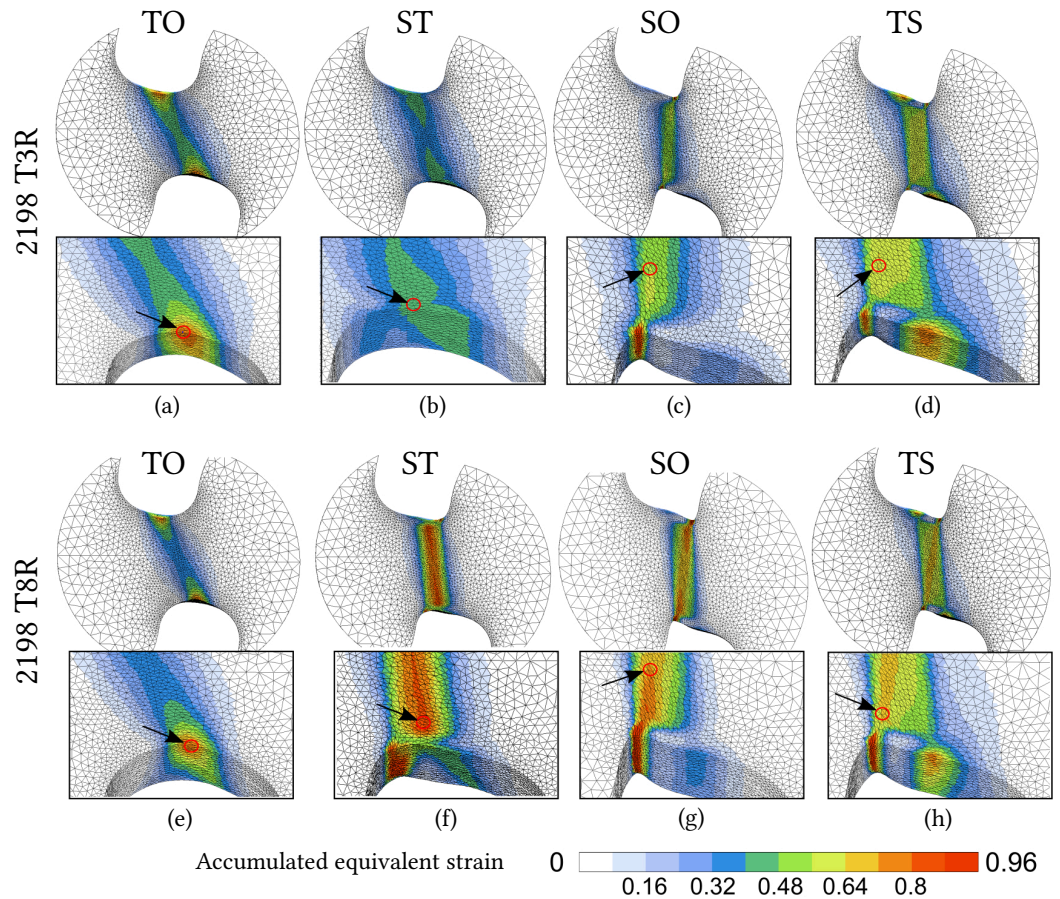 TO ST SO TS
2198 T3R
(a) (b) (c) (d)
TO ST SO TS
2198 T8R
(e) (f) (g) (h)
Accumulated equivalent strain 0 0.96
0.16 0.32 0.48 0.64 0.8